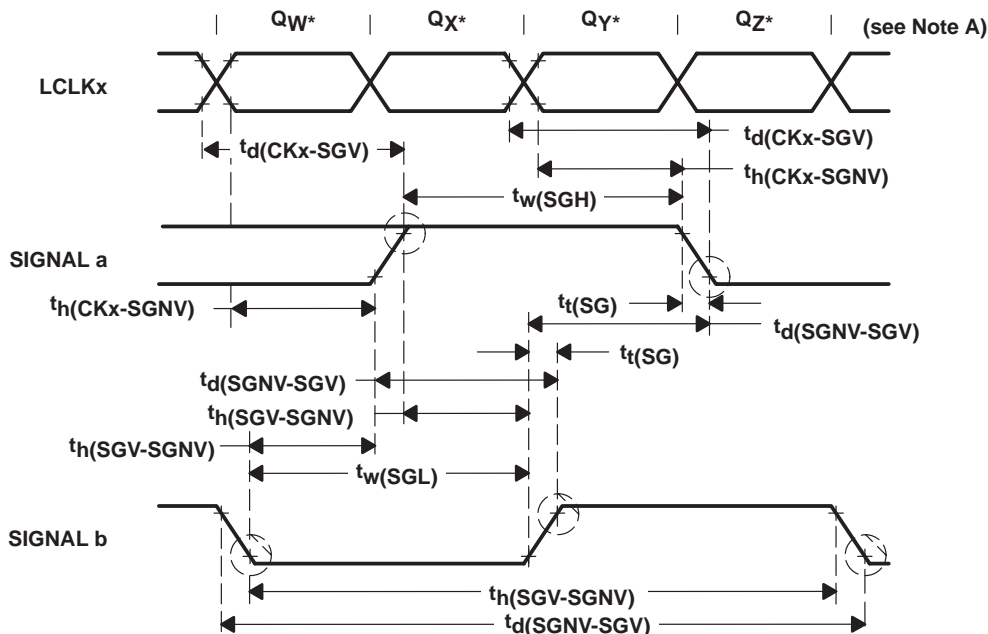 QW* QX* QY* QZ* (see Note A)
LCLKx
td(CKx-SGV) td(CKx-SGV)
th(CKx-SGNV)
tw(SGH)
SIGNAL a
th(CKx-SGNV) tt(SG)
td(SGNV-SGV)
tt(SG)
td(SGNV-SGV)
th(SGV-SGNV)
th(SGV-SGNV)
tw(SGL)
SIGNAL b
th(SGV-SGNV)
td(SGNV-SGV)